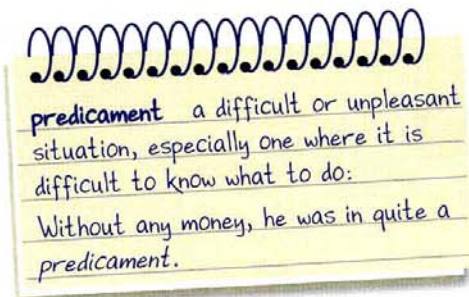 predicament a difficult or unpleasant
situation, especially one where it is
difficult to know what to do:
Without any money, he was in quite a
predicament.